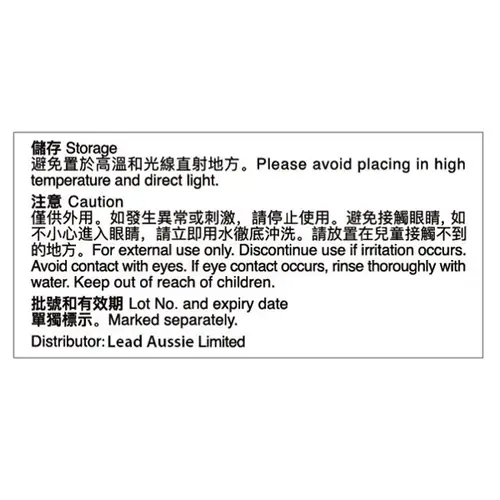 儲存 Storage
避免置於高溫和光線直射地方。Please avoid placing in high
temperature and direct light.
注意 Caution
僅供外用。如發生異常或刺激，請停止使用。避免接觸眼睛, 如
不小心進入眼睛，請立即用水徹底沖洗。請放置在兒童接觸不到
的地方。For external use only. Discontinue use if irritation occurs.
Avoid contact with eyes. If eye contact occurs, rinse thoroughly with
water. Keep out of reach of children.
批號和有效期 Lot No. and expiry date
單獨標示。Marked separately.
Distributor: Lead Aussie Limited